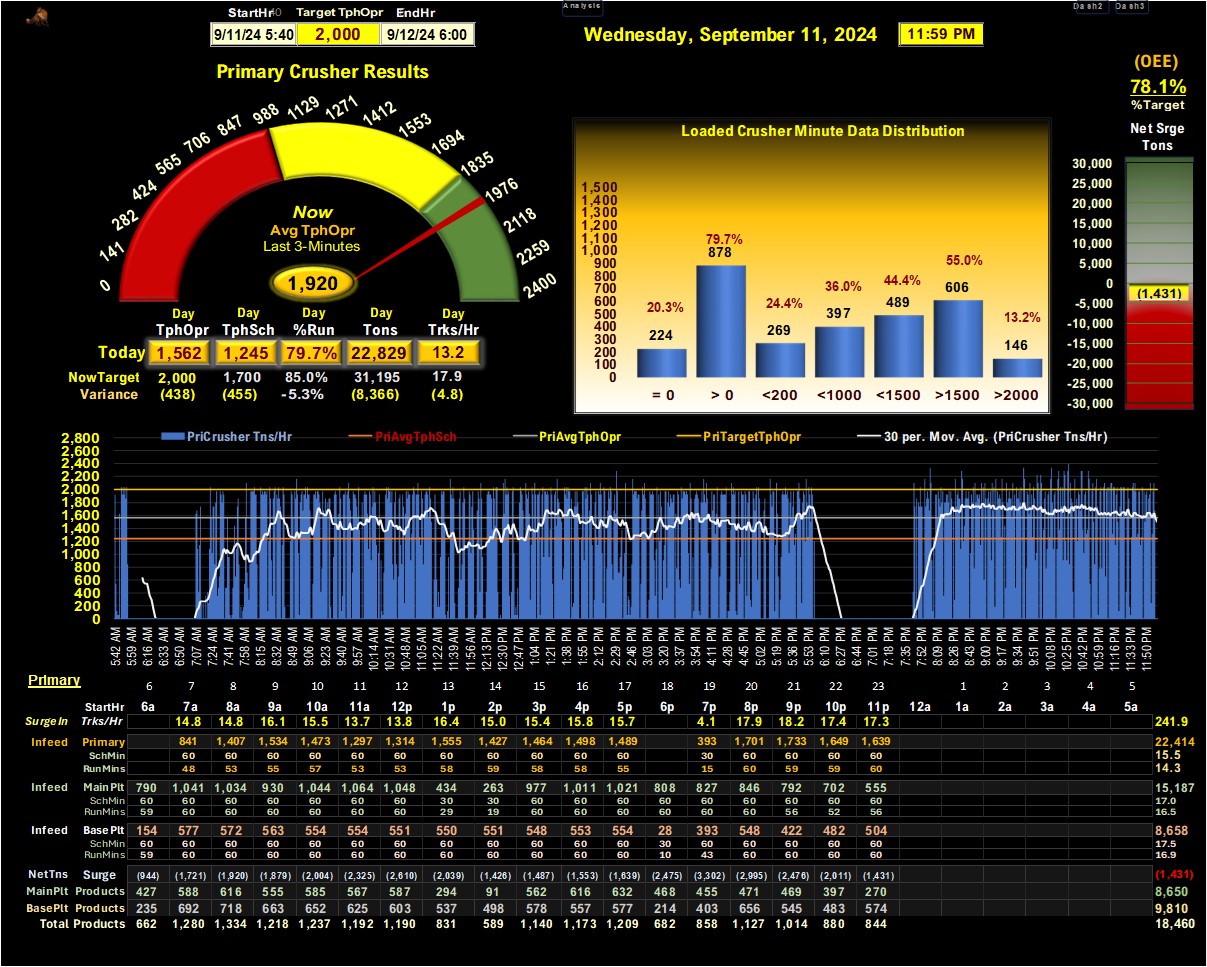 Analysis
Dash2 Dash3
StartHr Target TphOpr EndHr
9/11/24 5:40 2,000 9/12/24 6:00
Wednesday, September 11, 2024 11:59 PM
(OEE)
78.1%
%Target
Primary Crusher Results
0 141 282 424 565 706 847 988 1129 1271 1412 1553 1694 1835 1976 2118 2259 2400
Now
Avg TphOpr
Last 3-Minutes
1,920
Day Day Day Day Day
TphOpr TphSch %Run Tons Trks/Hr
Today 1,562 1,245 79.7% 22,829 13.2
NowTarget 2,000 1,700 85.0% 31,195 17.9
Variance (438) (455) -5.3% (8,366) (4.8)
Loaded Crusher Minute Data Distribution
1,500
1,400
1,300
1,200
1,100
1,000
900
800
700
600
500
400
300
200
100
0
20.3% 79.7% 24.4% 36.0% 44.4% 55.0% 13.2%
224 878 269 397 489 606 146
= 0 > 0 <200 <1000 <1500 >1500 >2000
Net Srge
Tons
30,000
25,000
20,000
15,000
10,000
5,000
0
(1,431)
-5,000
-10,000
-15,000
-20,000
-25,000
-30,000
PriCrusher Tns/Hr PriAvgTphSch PriAvgTphOpr PriTargetTphOpr 30 per. Mov. Avg. (PriCrusher Tns/Hr)
2,800
2,600
2,400
2,200
2,000
1,800
1,600
1,400
1,200
1,000
800
600
400
200
0
5:42 AM 5:59 AM 6:16 AM 6:33 AM 6:50 AM 7:07 AM 7:24 AM 7:41 AM 7:58 AM 8:15 AM 8:32 AM 8:49 AM 9:06 AM 9:23 AM 9:40 AM 9:57 AM 10:14 AM 10:31 AM 10:48 AM 11:05 AM 11:22 AM 11:39 AM 11:56 AM 12:13 PM 12:30 PM 12:47 PM 1:04 PM 1:21 PM 1:38 PM 1:55 PM 2:12 PM 2:29 PM 2:46 PM 3:03 PM 3:20 PM 3:37 PM 3:54 PM 4:11 PM 4:28 PM 4:45 PM 5:02 PM 5:19 PM 5:36 PM 5:53 PM 6:10 PM 6:27 PM 6:44 PM 7:01 PM 7:18 PM 7:35 PM 7:52 PM 8:09 PM 8:26 PM 8:43 PM 9:00 PM 9:17 PM 9:34 PM 9:51 PM 10:08 PM 10:25 PM 10:42 PM 10:59 PM 11:16 PM 11:33 PM 11:50 PM
Primary 6 7 8 9 10 11 12 13 14 15 16 17 18 19 20 21 22 23 1 2 3 4 5
StartHr 6a 7a 8a 9a 10a 11a 12p 1p 2p 3p 4p 5p 6p 7p 8p 9p 10p 11p 12a 1a 2a 3a 4a 5a
SurgeIn Trks/Hr 14.8 14.8 16.1 15.5 13.7 13.8 16.4 15.0 15.4 15.8 15.7 4.1 17.9 18.2 17.4 17.3 241.9
Infeed Primary 841 1,407 1,534 1,473 1,297 1,314 1,555 1,427 1,464 1,498 1,489 393 1,701 1,733 1,649 1,639 22,414
SchMin 60 60 60 60 60 60 60 60 60 60 60 30 60 60 60 60 15.5
RunMins 48 53 55 57 53 53 58 59 58 58 55 15 60 59 59 60 14.3
Infeed MainPlt 790 1,041 1,034 930 1,044 1,064 1,048 434 263 977 1,011 1,021 808 827 846 792 702 555 15,187
SchMin 60 60 60 60 60 60 60 30 30 60 60 60 60 60 60 60 60 60 17.0
RunMins 59 60 60 60 60 60 60 29 19 60 60 60 60 60 60 56 52 56 16.5
Infeed Base Plt 154 577 572 563 554 554 551 550 551 548 553 554 28 393 548 422 482 504 8,658
SchMin 60 60 60 60 60 60 60 60 60 60 60 60 30 60 60 60 60 60 17.5
RunMins 59 60 60 60 60 60 60 60 60 60 60 60 10 43 60 60 60 60 16.9
NetTns Surge (944) (1,721) (1,920) (1,879) (2,004) (2,325) (2,610) (2,039) (1,426) (1,487) (1,553) (1,639) (2,475) (3,302) (2,995) (2,476) (2,011) (1,431) (1,431)
MainPlt Products 427 588 616 555 585 567 587 294 91 562 616 632 468 455 471 469 397 270 8,650
BasePlt Products 235 692 718 663 652 625 603 537 498 578 557 577 214 403 656 545 483 574 9,810
Total Products 662 1,280 1,334 1,218 1,237 1,192 1,190 831 589 1,140 1,173 1,209 682 858 1,127 1,014 880 844 18,460